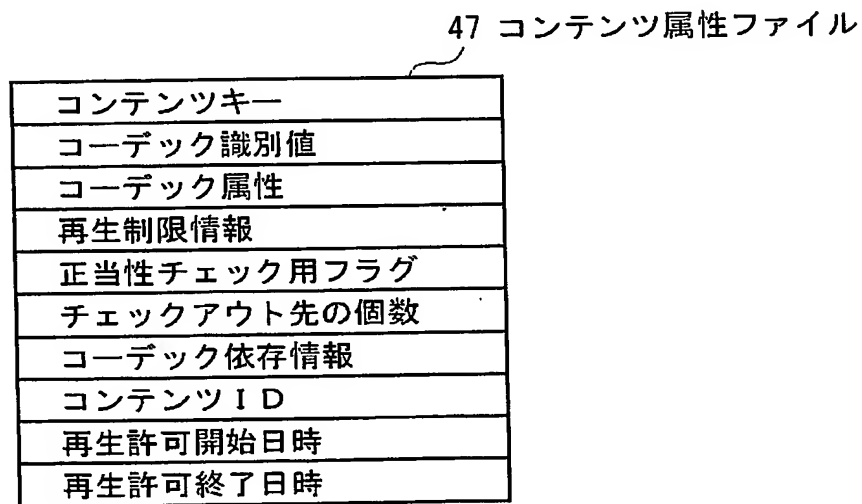 47 コンテンツ属性ファイル
コンテンツキー
コーデック識別値
コーデック属性
再生制限情報
正当性チェック用フラグ
チェックアウト先の個数
コーデック依存情報
コンテンツＩＤ
再生許可開始日時
再生許可終了日時